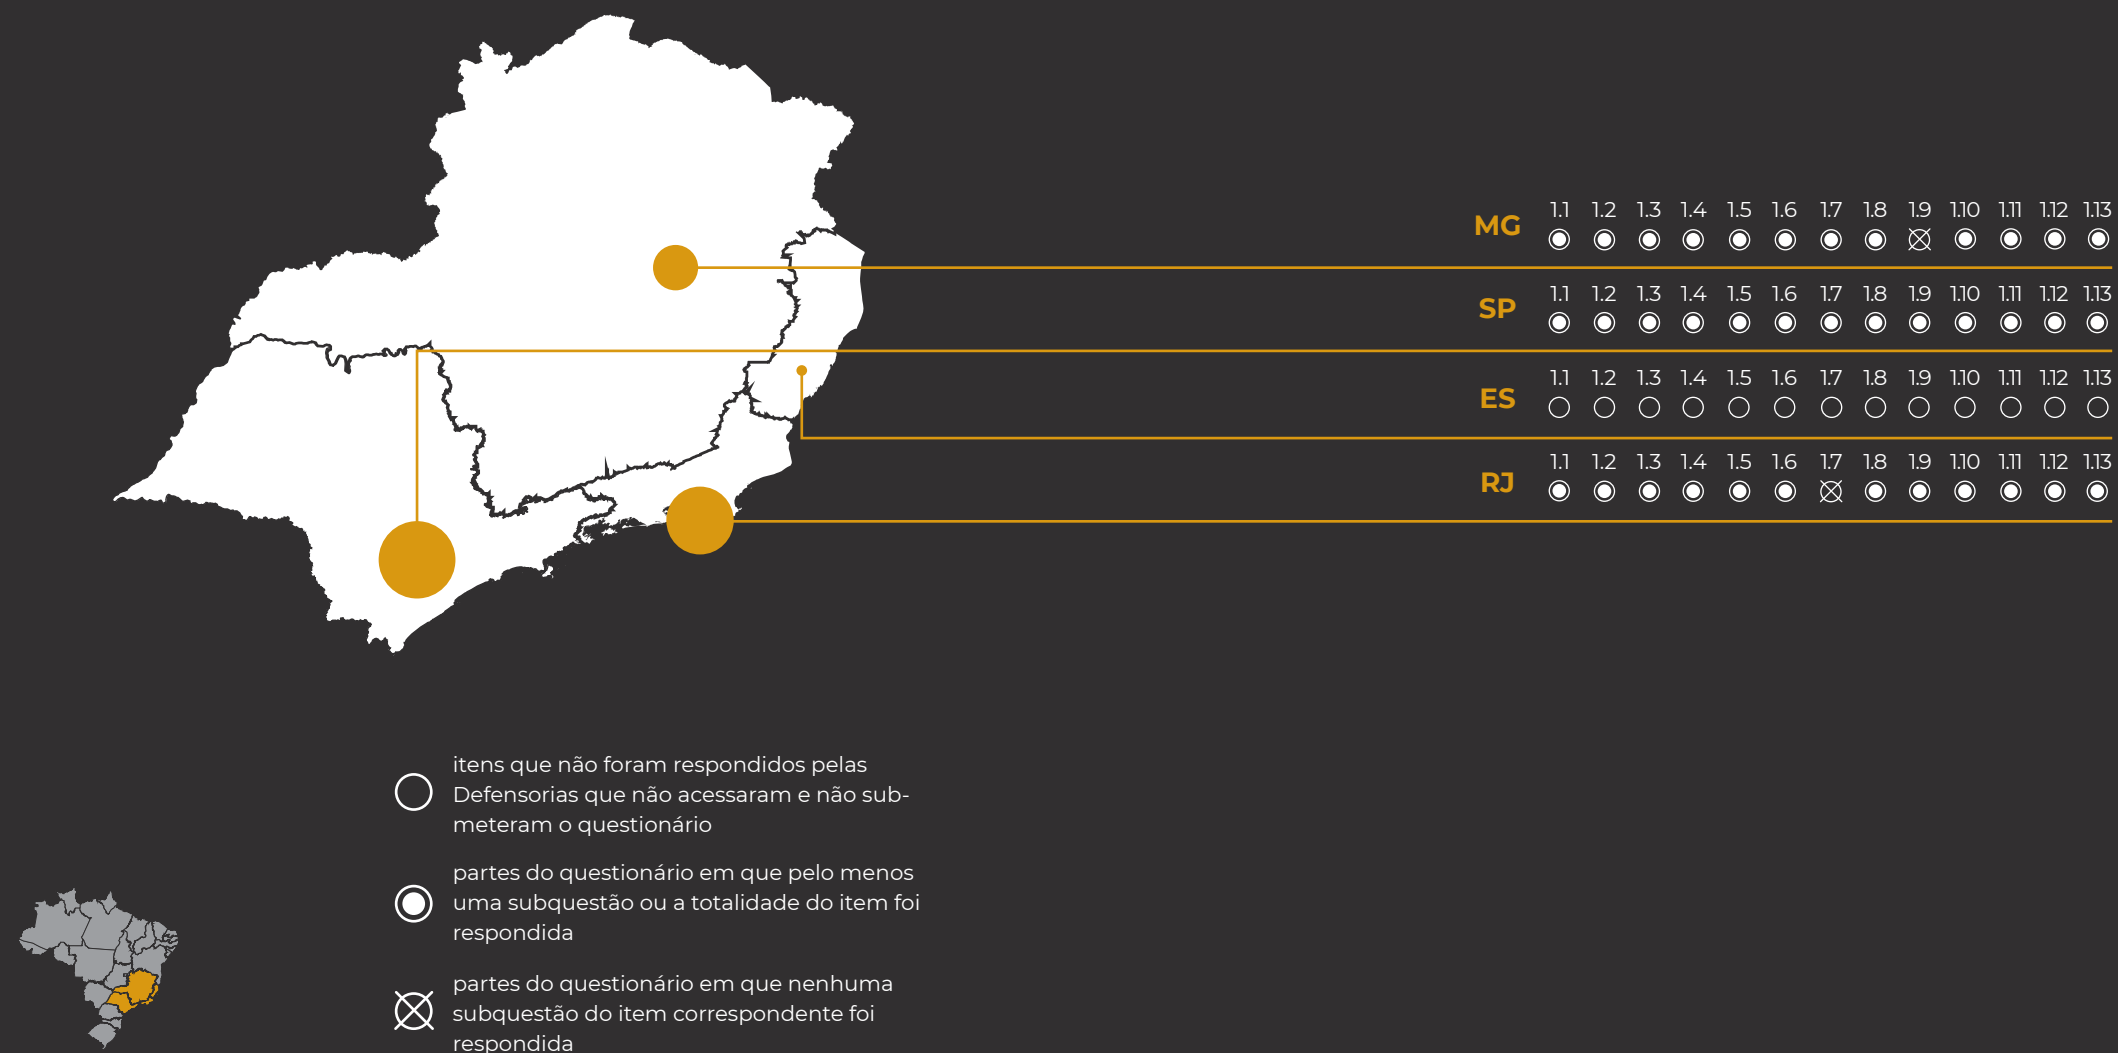 1.1 1.2 1.3 1.4 1.5 1.6 1.7 1.8 1.9 1.10 1.11 1.12 1.13
MG
1.1 1.2 1.3 1.4 1.5 1.6 1.7 1.8 1.9 1.10 1.11 1.12 1.13
SP
1.1 1.2 1.3 1.4 1.5 1.6 1.7 1.8 1.9 1.10 1.11 1.12 1.13
ES
1.1 1.2 1.3 1.4 1.5 1.6 1.7 1.8 1.9 1.10 1.11 1.12 1.13
RJ
itens que não foram respondidos pelas
Defensorias que não acessaram e não sub-
meteram o questionário
partes do questionário em que pelo menos
uma subquestão ou a totalidade do item foi
respondida
partes do questionário em que nenhuma
subquestão do item correspondente foi
respondida